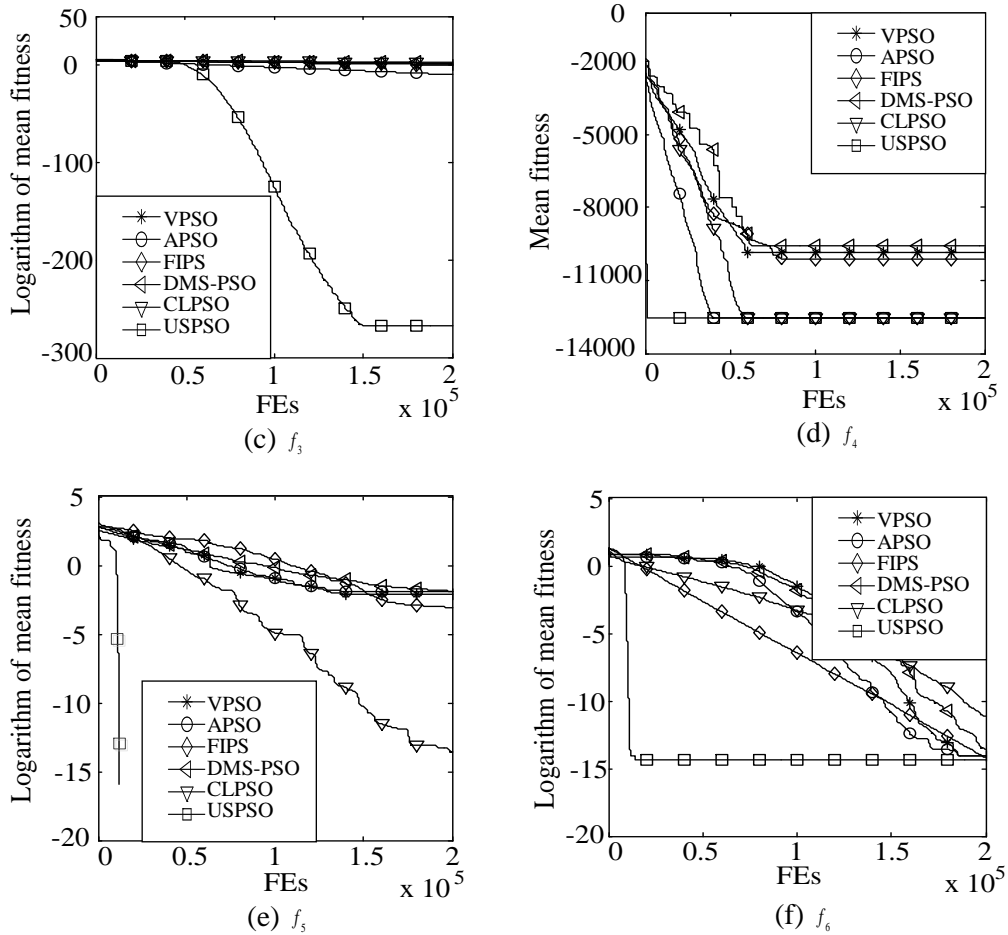 50
0
-100
-200
-300
Logarithm of mean fitness
VPSO
APSO
FIPS
DMS-PSO
CLPSO
USPSO
0 0.5 1 1.5 2
FEs
x 10^5
(c) f_3
0
-2000
-5000
-8000
-11000
-14000
Mean fitness
VPSO
APSO
FIPS
DMS-PSO
CLPSO
USPSO
0 0.5 1 1.5 2
FEs
x 10^5
(d) f_4
5
0
-5
-10
-15
-20
Logarithm of mean fitness
VPSO
APSO
FIPS
DMS-PSO
CLPSO
USPSO
0 0.5 1 1.5 2
FEs
x 10^5
(e) f_5
5
0
-5
-10
-15
-20
Logarithm of mean fitness
VPSO
APSO
FIPS
DMS-PSO
CLPSO
USPSO
0 0.5 1 1.5 2
FEs
x 10^5
(f) f_6